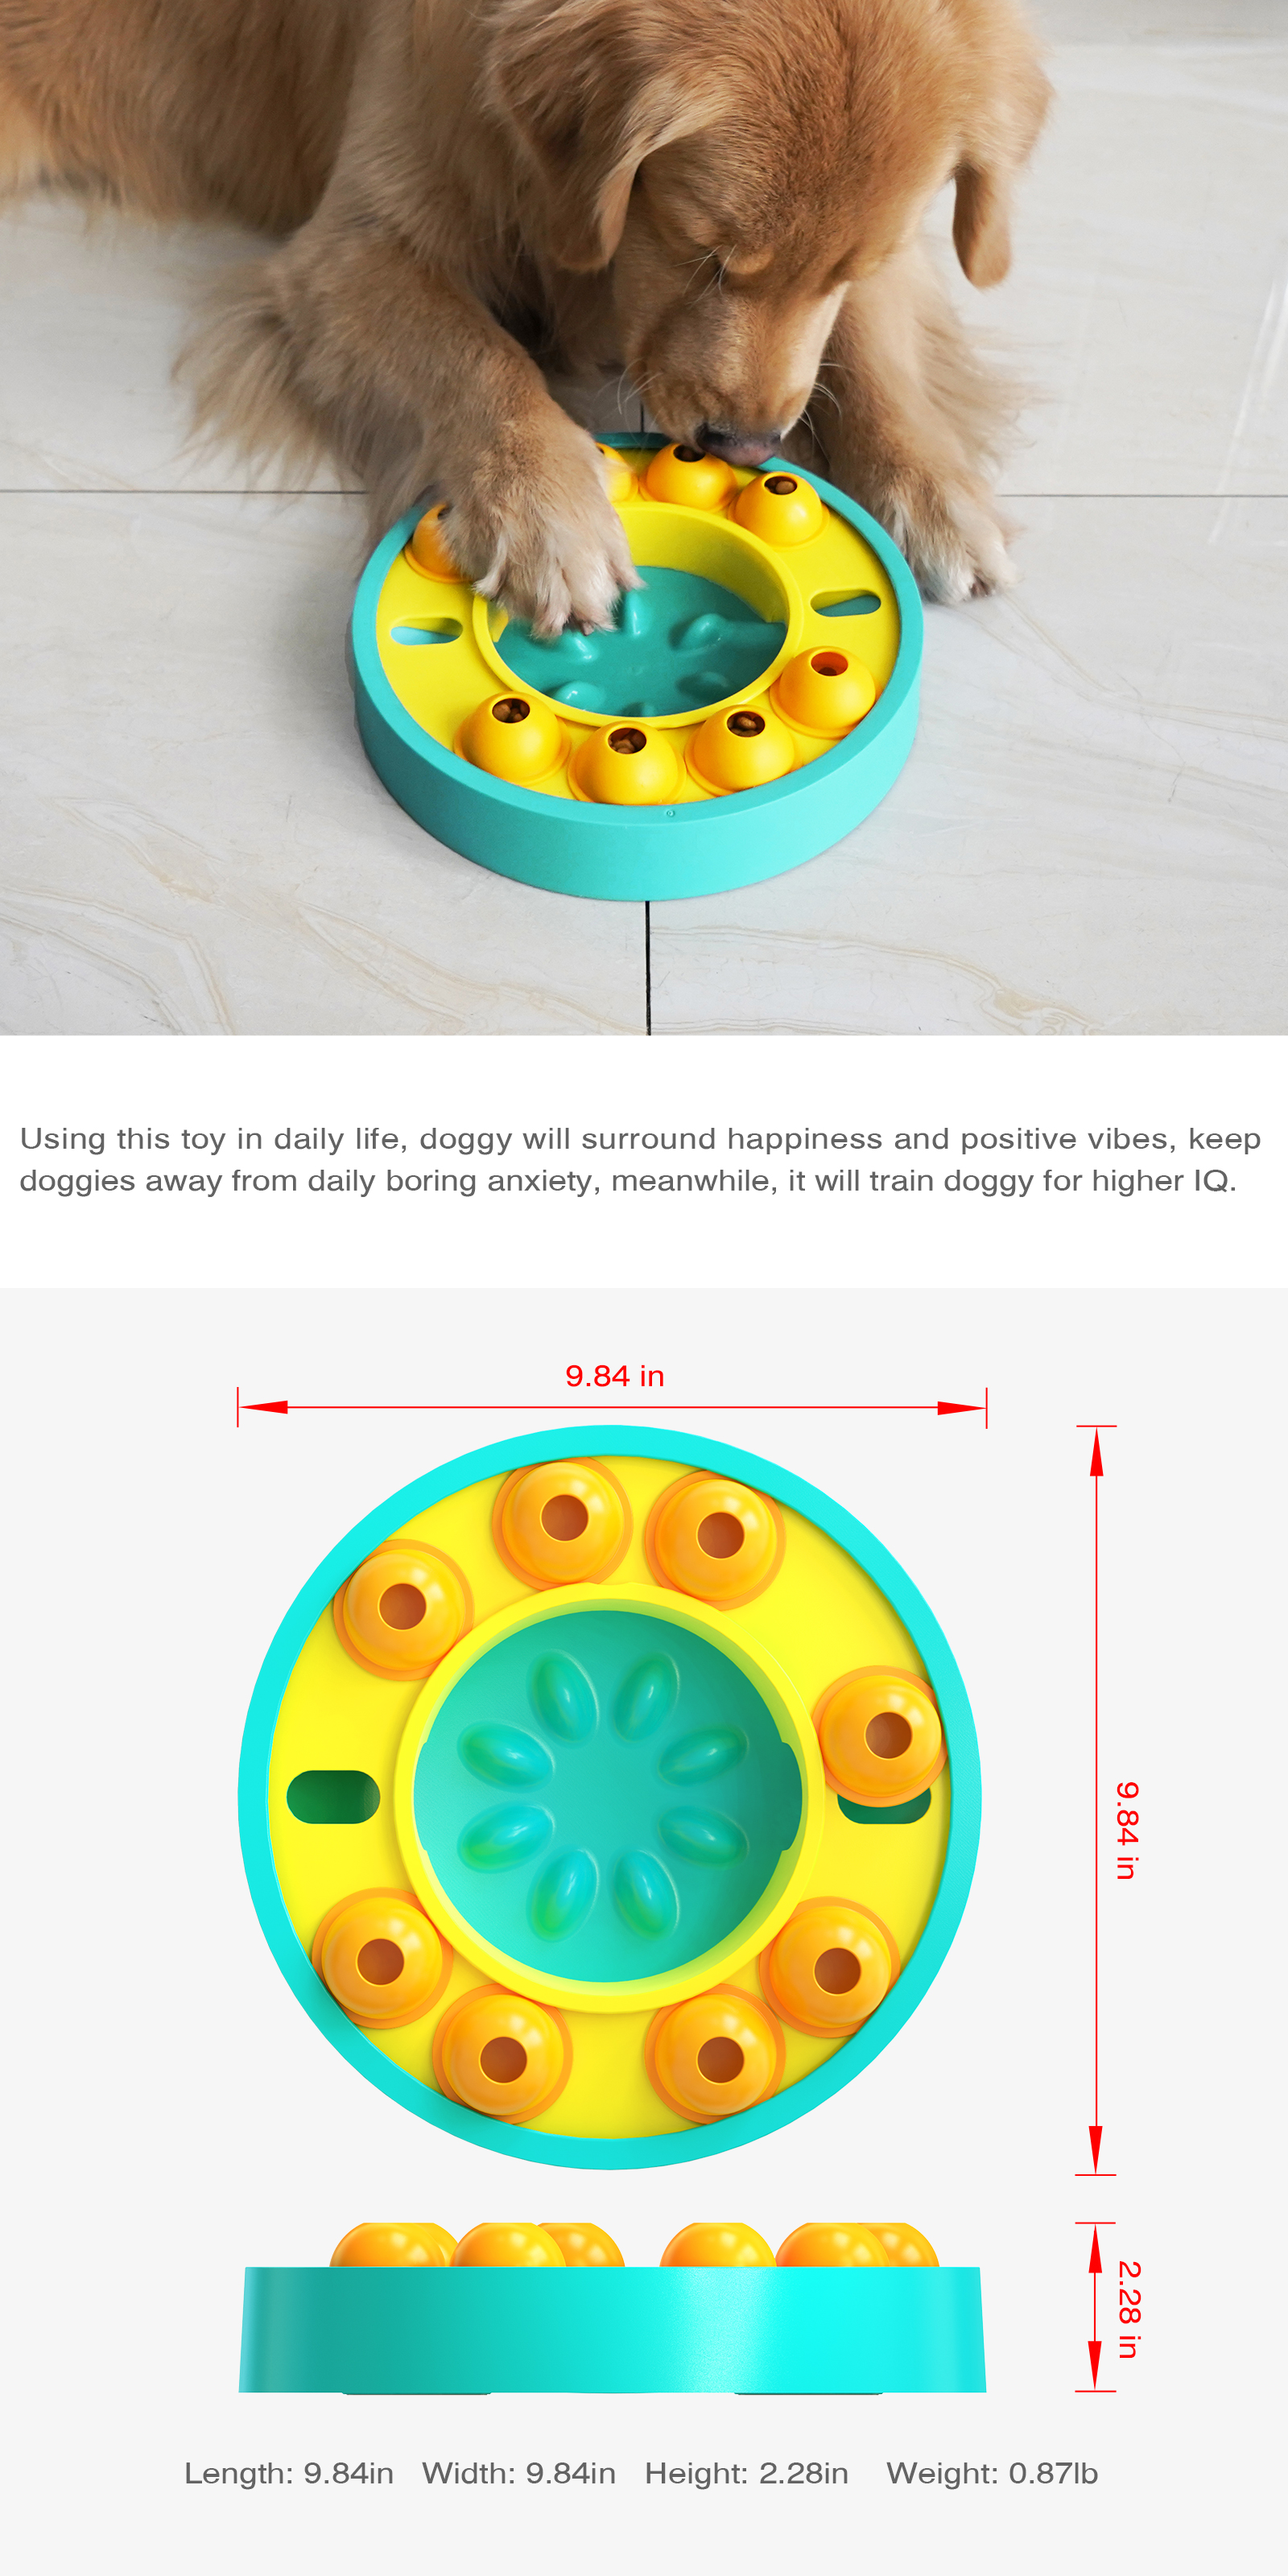 Using this toy in daily life, doggy will surround happiness and positive vibes, keep
doggies away from daily boring anxiety, meanwhile, it will train doggy for higher IQ.
9.84 in
9.84 in
2.28 in
Length: 9.84in Width: 9.84in Height: 2.28in Weight: 0.87lb